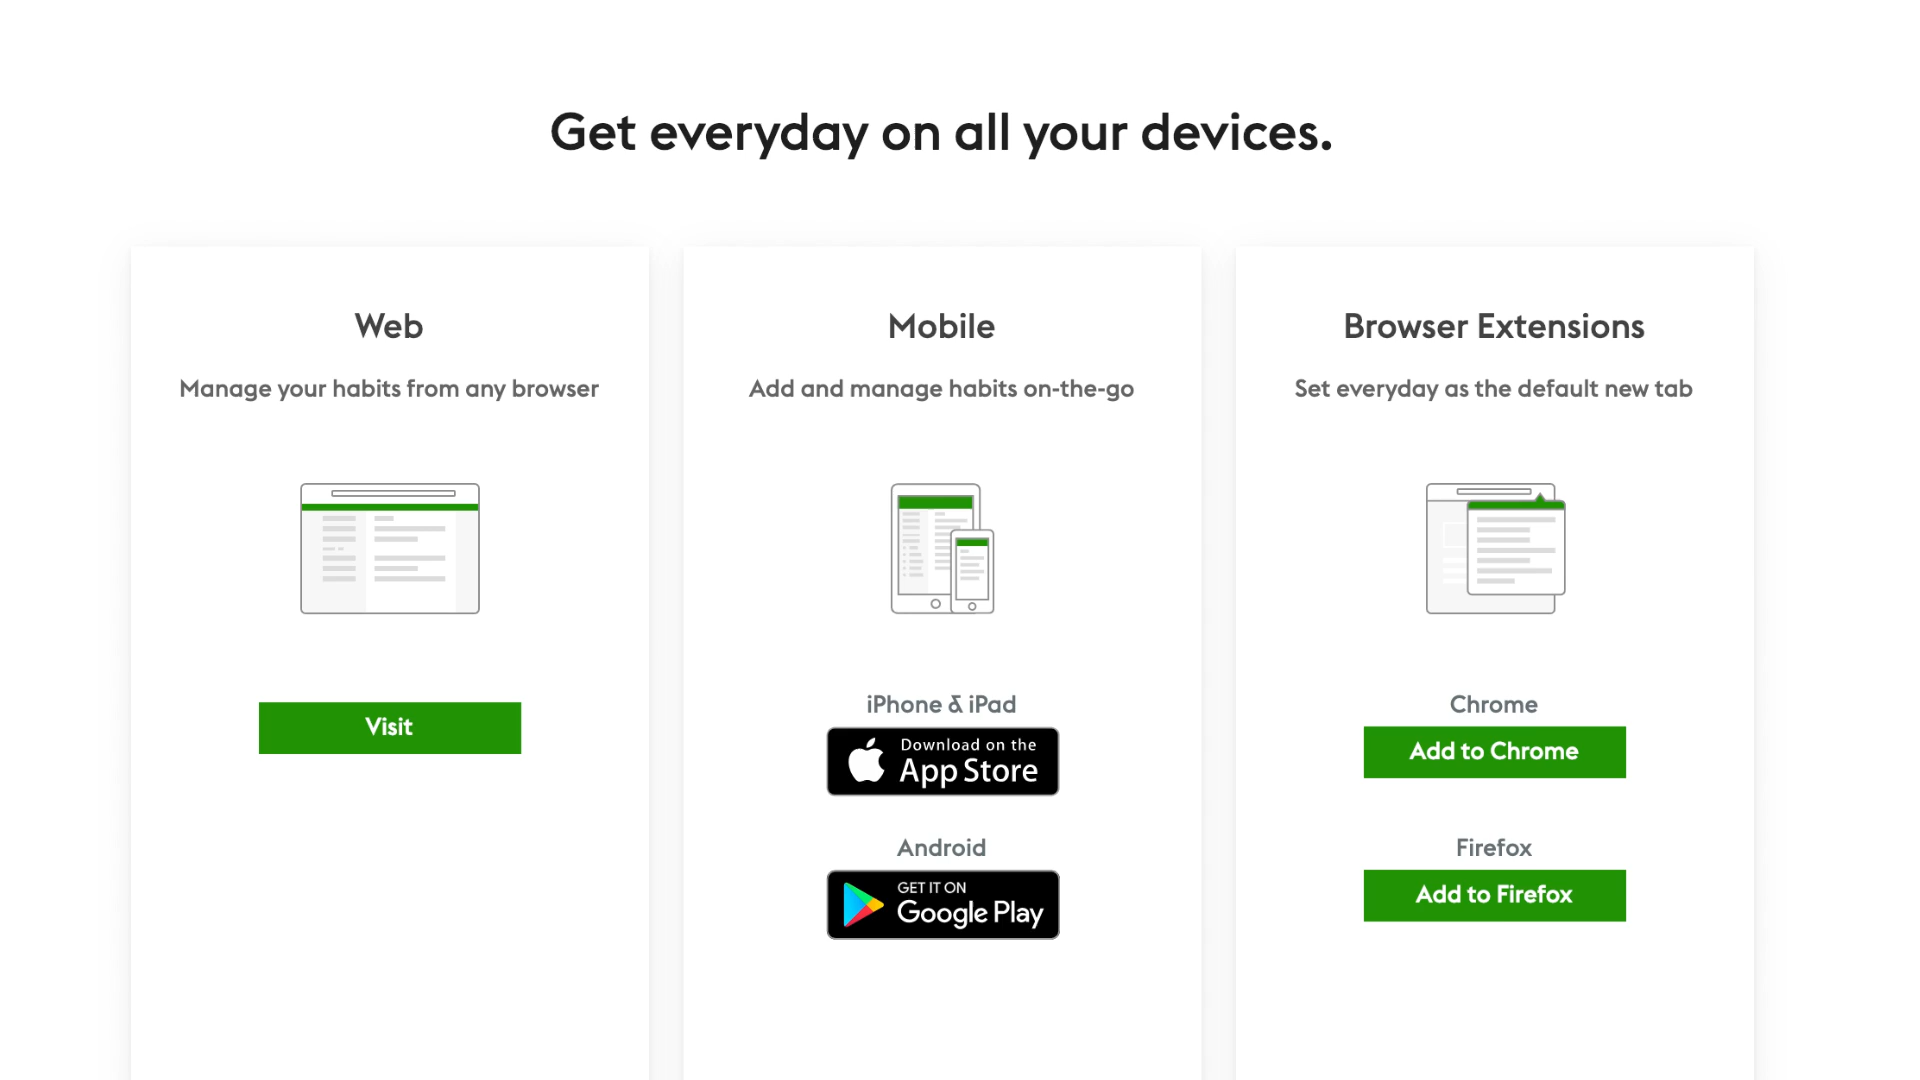 Get everyday on all your devices.
Web
Manage your habits from any browser
Visit
Mobile
Add and manage habits on-the-go
iPhone & iPad
Download on the
App Store
Android
GET IT ON
Google Play
Browser Extensions
Set everyday as the default new tab
Chrome
Add to Chrome
Firefox
Add to Firefox